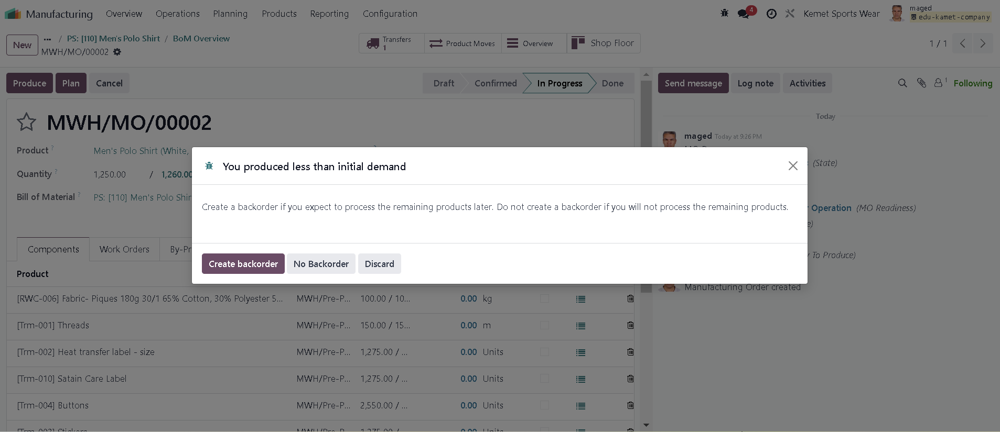 Manufacturing Overview Operations Planning Products Reporting Configuration 4 Kemet Sports Wear maged
edu-kamet-company
New ... / PS: [110] Men's Polo Shirt / BoM Overview
MWH/MO/00002
Transfers 1 Product Moves Overview Shop Floor 1 / 1
Produce Plan Cancel Draft Confirmed In Progress Done Send message Log note Activities 1 Following
MWH/MO/00002
Today
maged Today at 9:26 PM
Product ? Men's Polo Shirt (White,
(State)
Quantity ? 1,250.00 / 1,260.00
Bill of Material ? PS: [110] Men's Polo Shir
Operation (MO Readiness)
You produced less than initial demand
Create a backorder if you expect to process the remaining products later. Do not create a backorder if you will not process the remaining products.
Create backorder No Backorder Discard
Components Work Orders By-Pr
y To Produce)
Product
Manufacturing Order created
[RWC-006] Fabric- Piques 180g 30/1 65% Cotton, 30% Polyester 5... MWH/Pre-P... 100.00 / 10... 0.00 kg
[Trm-001] Threads MWH/Pre-P... 150.00 / 15... 0.00 m
[Trm-002] Heat transfer label - size MWH/Pre-P... 1,275.00 / ... 0.00 Units
[Trm-010] Satain Care Label MWH/Pre-P... 1,275.00 / ... 0.00 Units
[Trm-004] Buttons MWH/Pre-P... 2,550.00 / ... 0.00 Units